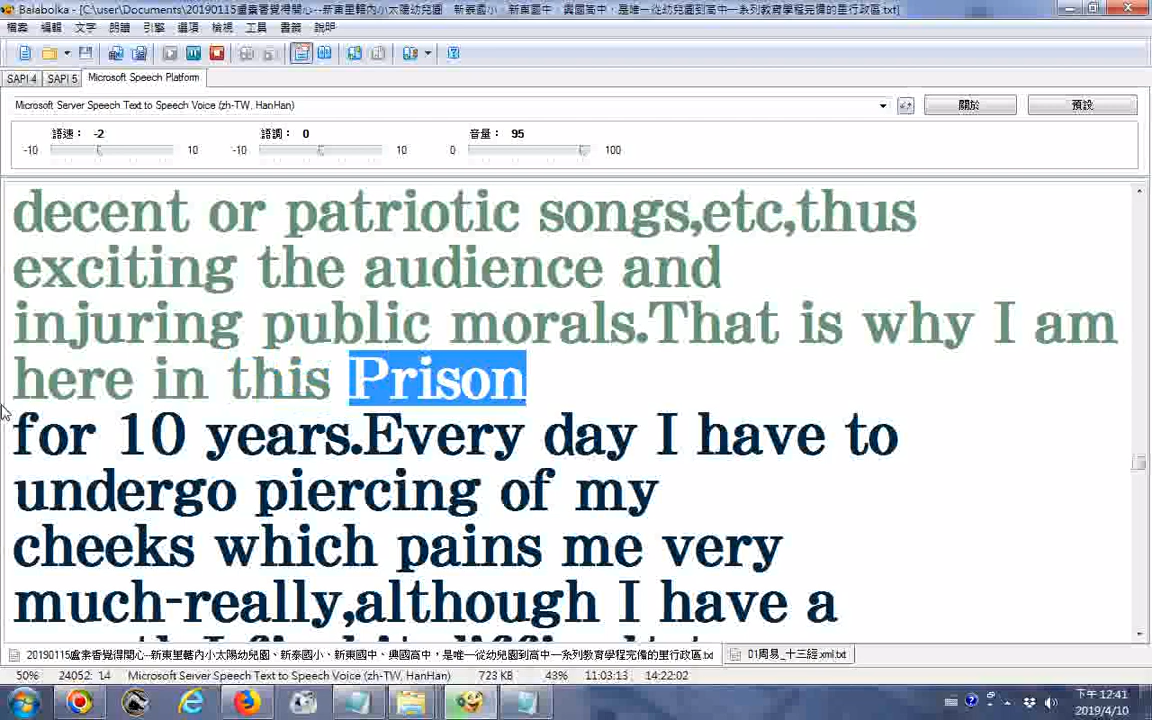 Balabolka - [C:\user\Documents\20190115盧素香覺得開心--新東里轄內小太陽幼兒園、新泰國小、新東國中、興國高中，是唯一從幼兒園到高中一系列教育學程完備的里行政區.txt]
檔案 編輯 文字 朗讀 引擎 選項 檢視 工具 書籤 說明
SAPI 4 SAPI 5 Microsoft Speech Platform
Microsoft Server Speech Text to Speech Voice (zh-TW, HanHan) 關於 預設
語速： -2 語調： 0 音量： 95
-10 10 -10 10 0 100
decent or patriotic songs,etc,thus
exciting the audience and
injuring public morals.That is why I am
here in this Prison
for 10 years.Every day I have to
undergo piercing of my
cheeks which pains me very
much-really,although I have a
20190115盧素香覺得開心--新東里轄內小太陽幼兒園、新泰國小、新東國中、興國高中，是唯一從幼兒園到高中一系列教育學程完備的里行政區.txt 01周易_十三經.xml.txt
50% 24052: 14 Microsoft Server Speech Text to Speech Voice (zh-TW, HanHan) 723 KB 43% 11:03:13 14:22:02
下午 12:41
2019/4/10